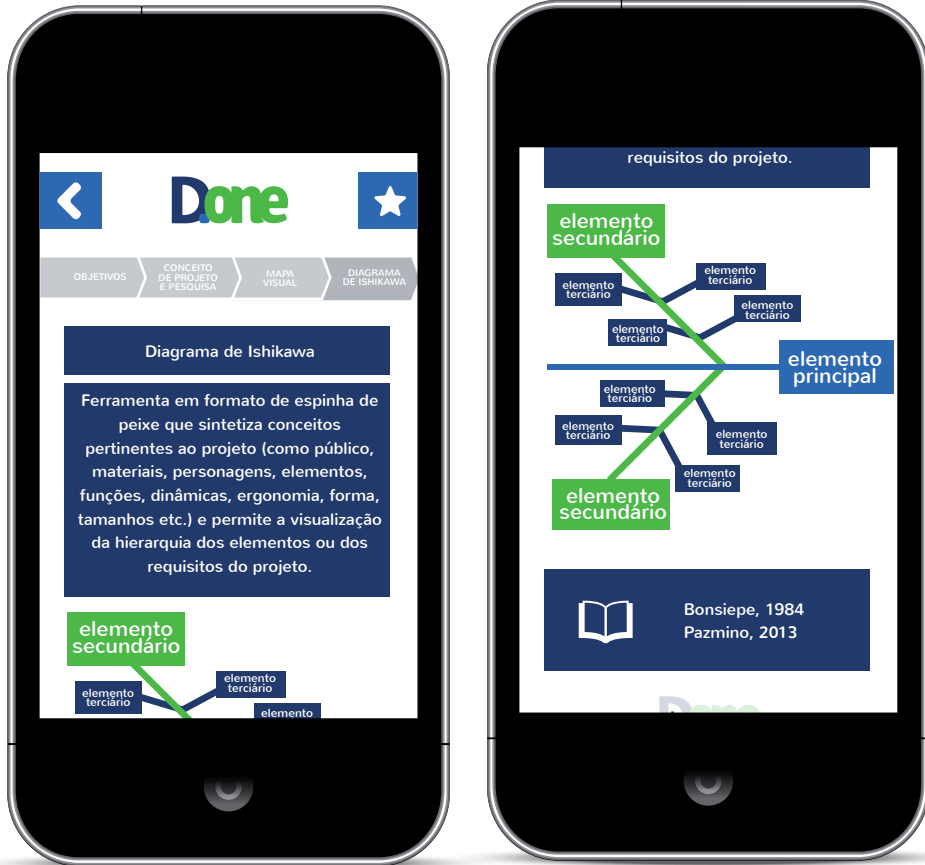 D.one
OBJETIVOS
CONCEITO
DE PROJETO
E PESQUISA
MAPA
VISUAL
DIAGRAMA
DE ISHIKAWA
Diagrama de Ishikawa
Ferramenta em formato de espinha de
peixe que sintetiza conceitos
pertinentes ao projeto (como público,
materiais, personagens, elementos,
funções, dinâmicas, ergonomia, forma,
tamanhos etc.) e permite a visualização
da hierarquia dos elementos ou dos
requisitos do projeto.
elemento
secundário
elemento
terciário
elemento
terciário
elemento
requisitos do projeto.
elemento
secundário
elemento
terciário
elemento
terciário
elemento
terciário
elemento
terciário
elemento
principal
elemento
terciário
elemento
terciário
elemento
terciário
elemento
terciário
elemento
secundário
Bonsiepe, 1984
Pazmino, 2013
D.one